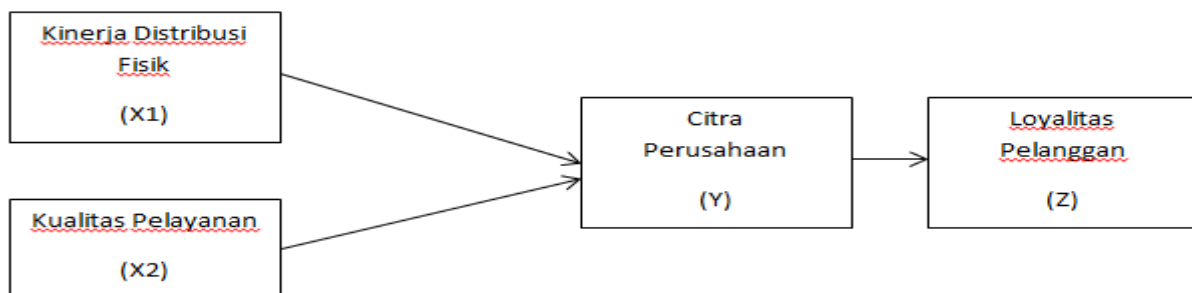 Kinerja Distribusi
Fisik
(X1)
Kualitas Pelayanan
(X2)
Citra
Perusahaan
(Y)
Loyalitas
Pelanggan
(Z)